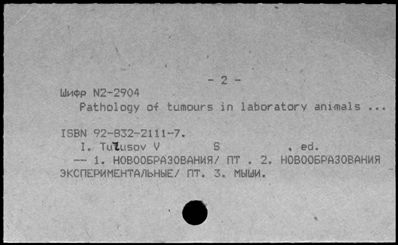 - 2 -
Шифр N2-2904
Pathology of tumours in laboratory animals ...
ISBN 92-832-2111-7.
I. Turusov V S , ed.
-- 1. НОВООБРАЗОВАНИЯ/ ПТ . 2. НОВООБРАЗОВАНИЯ
ЭКСПЕРИМЕНТАЛЬНЫЕ/ ПТ. 3. МЫШИ.